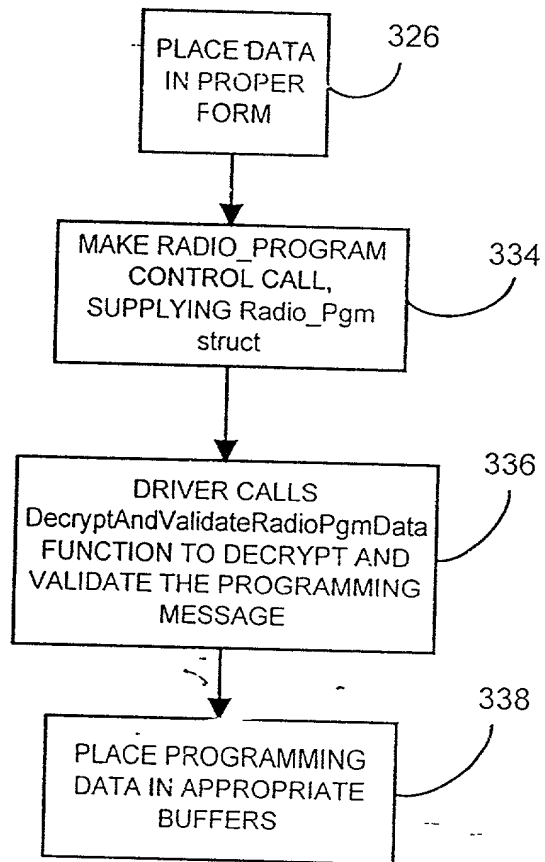 PLACE DATA
IN PROPER
FORM
326
MAKE RADIO_PROGRAM
CONTROL CALL,
SUPPLYING Radio_Pgm
struct
334
DRIVER CALLS
DecryptAndValidateRadioPgmData
FUNCTION TO DECRYPT AND
VALIDATE THE PROGRAMMING
MESSAGE
336
PLACE PROGRAMMING
DATA IN APPROPRIATE
BUFFERS
338